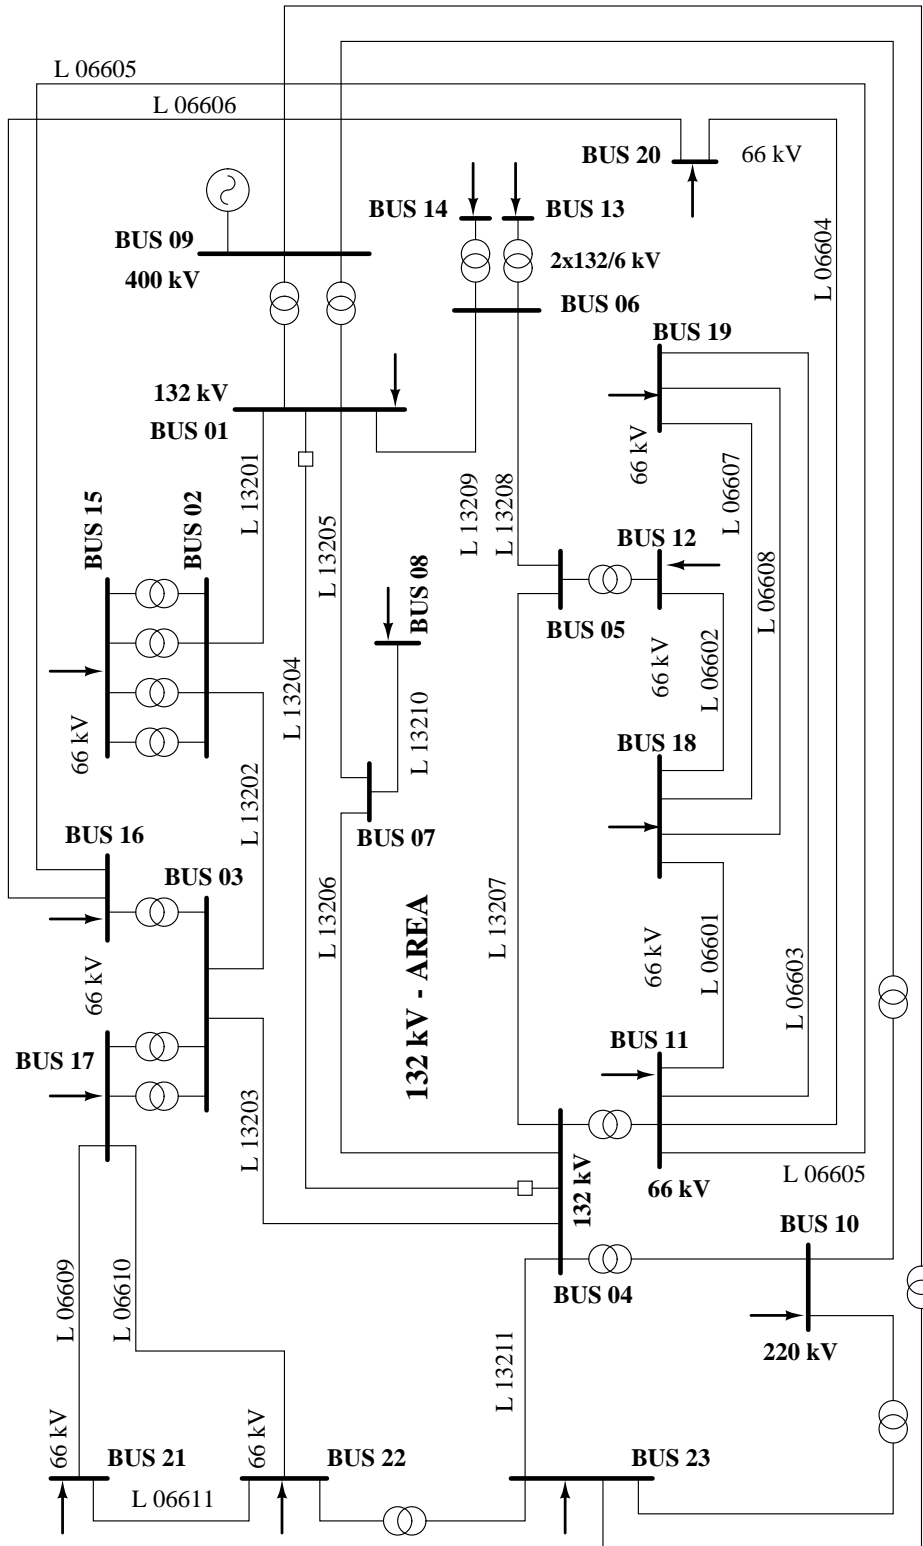 L 06605
L 06606
BUS 20
66 kV
BUS 14
BUS 13
BUS 09
400 kV
2x132/6 kV
BUS 06
L 06604
BUS 19
132 kV
BUS 01
66 kV
L 13201
L 13205
L 13209
L 13208
L 06607
BUS 15
BUS 02
BUS 08
BUS 12
L 06608
BUS 05
66 kV
L 06602
L 13204
L 13210
66 kV
BUS 18
L 13202
BUS 16
BUS 07
BUS 03
L 13206
132 kV - AREA
L 13207
66 kV
L 06601
L 06603
66 kV
BUS 17
BUS 11
L 13203
132 kV
66 kV
L 06605
BUS 10
BUS 04
L 06609
L 06610
220 kV
L 13211
66 kV
BUS 21
66 kV
BUS 22
BUS 23
L 06611